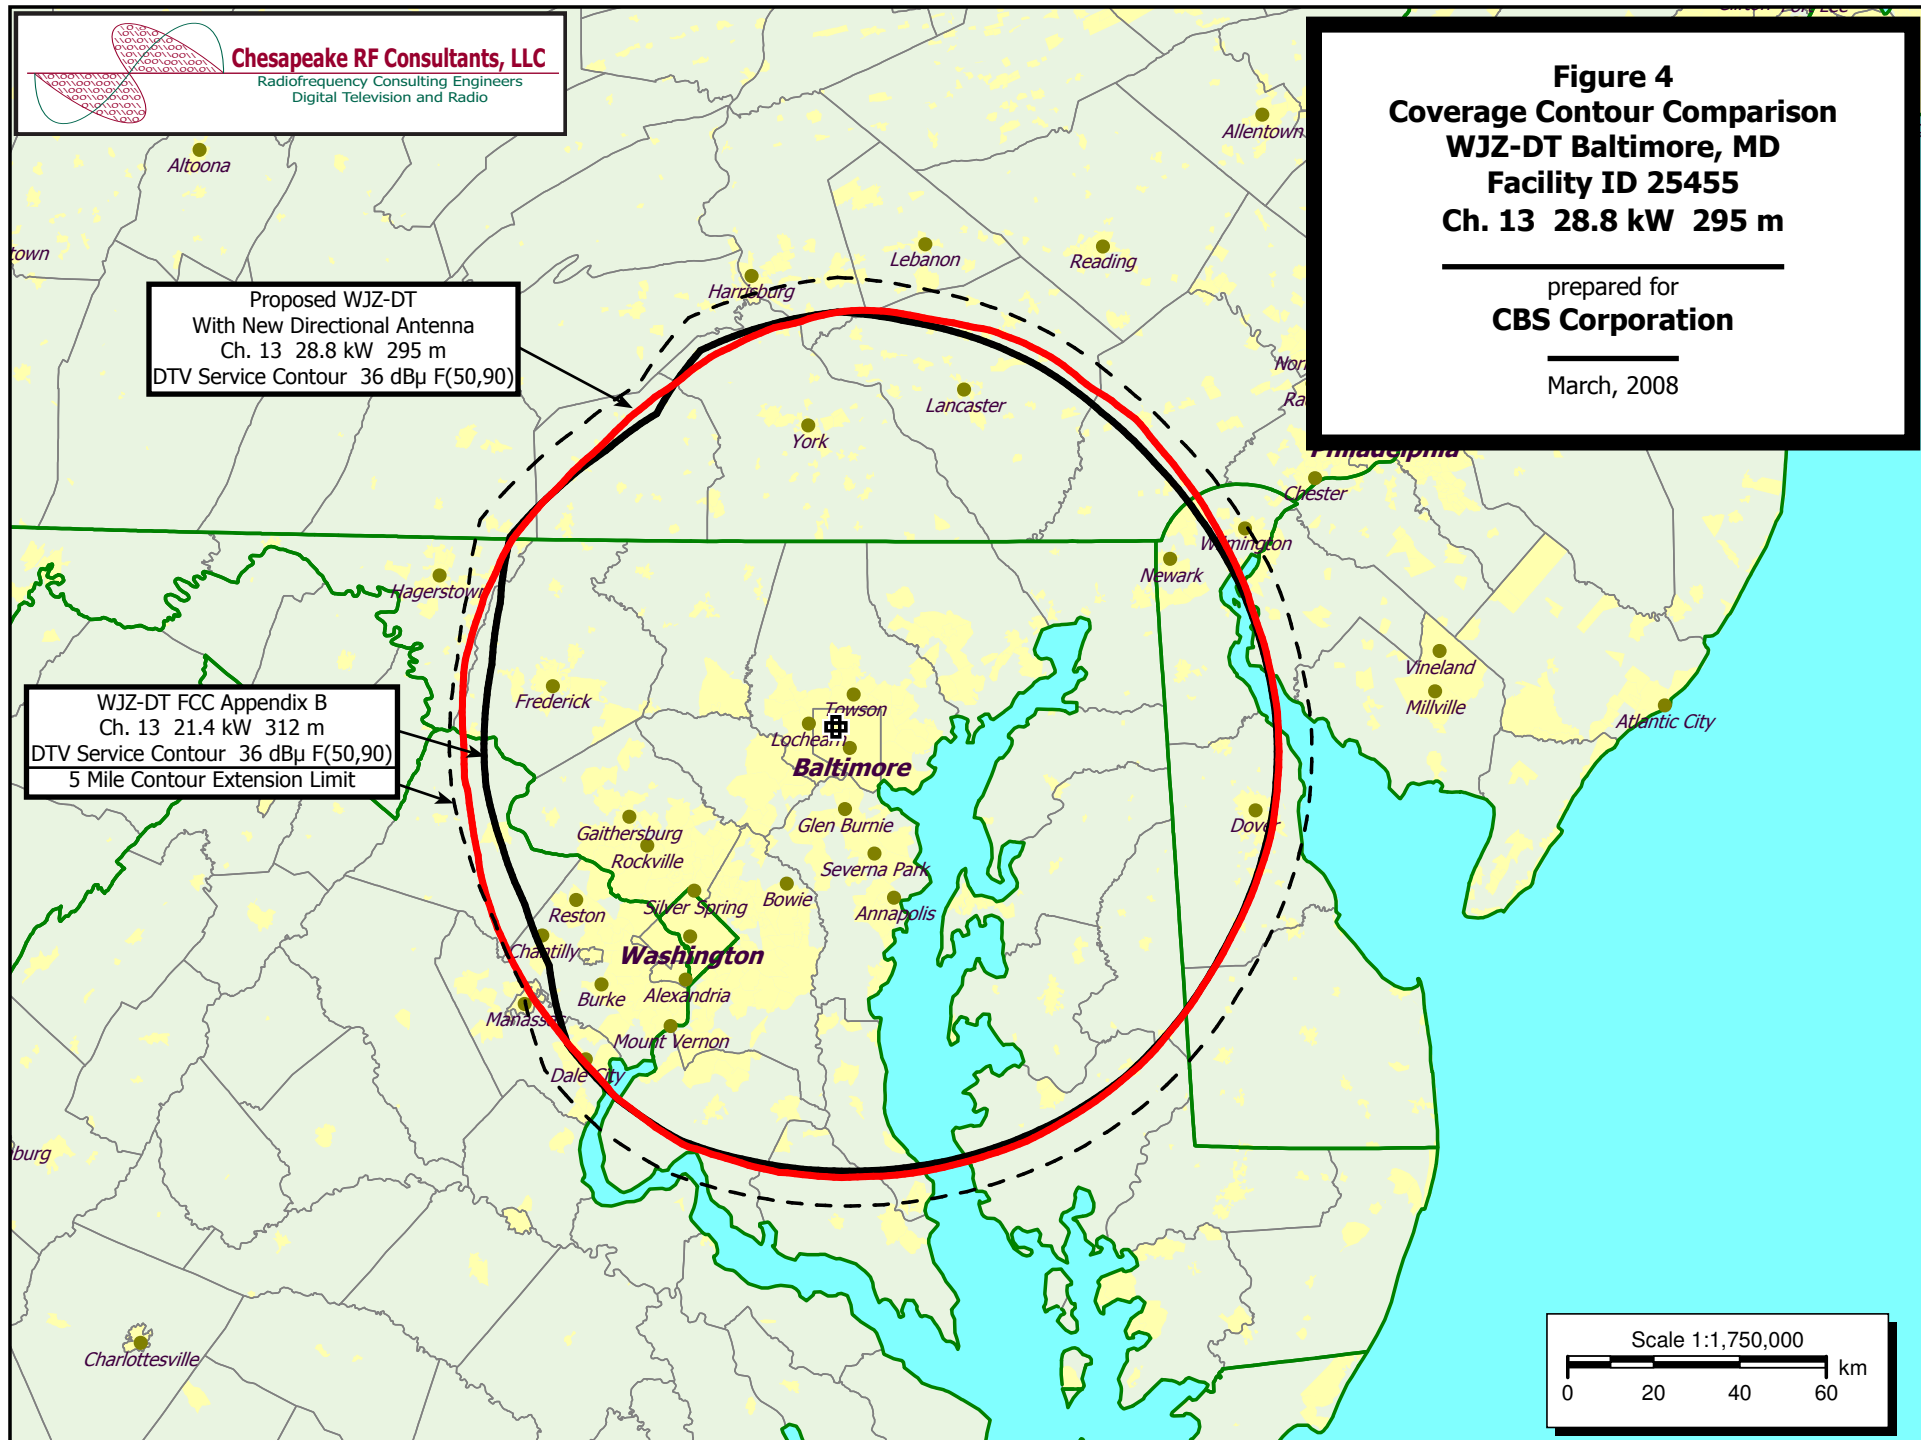 Chesapeake RF Consultants, LLC
Radiofrequency Consulting Engineers
Digital Television and Radio
Figure 4
Coverage Contour Comparison
WJZ-DT Baltimore, MD
Facility ID 25455
Ch. 13 28.8 kW 295 m
prepared for
CBS Corporation
March, 2008
Allentown
Altoona
town
Lebanon
Reading
Harrisburg
Proposed WJZ-DT
With New Directional Antenna
Ch. 13 28.8 kW 295 m
DTV Service Contour 36 dBµ F(50,90)
Lancaster
York
Philadelphia
Chester
Wilmington
Newark
Hagerstown
Vineland
Millville
Atlantic City
Frederick
Towson
Lochearn
Baltimore
WJZ-DT FCC Appendix B
Ch. 13 21.4 kW 312 m
DTV Service Contour 36 dBµ F(50,90)
5 Mile Contour Extension Limit
Glen Burnie
Dover
Gaithersburg
Rockville
Severna Park
Silver Spring
Bowie
Annapolis
Reston
Chantilly
Washington
Burke
Alexandria
Manassas
Mount Vernon
Dale City
burg
Charlottesville
Scale 1:1,750,000
km
0 20 40 60